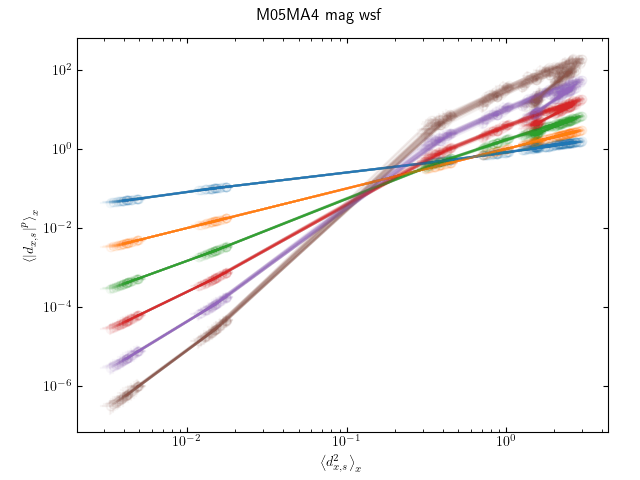 M05MA4 mag wsf
⟨|d_{x,s}|^p⟩_x
10^2
10^0
10^{-2}
10^{-4}
10^{-6}
10^{-2}
10^{-1}
10^0
⟨d^2_{x,s}⟩_x